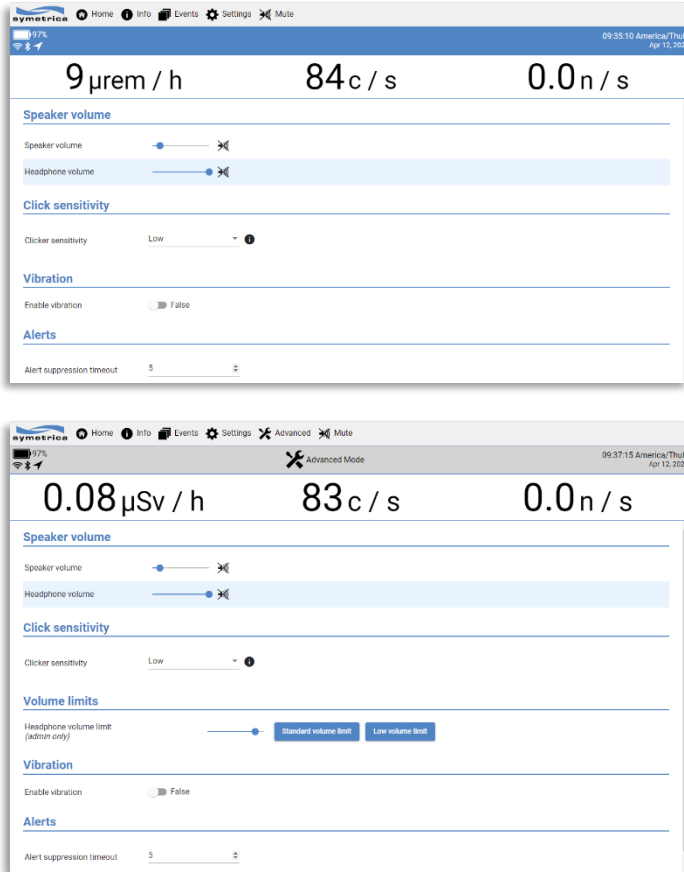 symetrica Home Info Events Settings Mute
97%
09:35:10 America/Thul
Apr 12, 202
9 µrem / h 84 c / s 0.0 n / s
Speaker volume
Speaker volume
Headphone volume
Click sensitivity
Clicker sensitivity Low
Vibration
Enable vibration False
Alerts
Alert suppression timeout 5
symetrica Home Info Events Settings Advanced Mute
97%
Advanced Mode
09:37:15 America/Thul
Apr 12, 202
0.08 µSv / h 83 c / s 0.0 n / s
Speaker volume
Speaker volume
Headphone volume
Click sensitivity
Clicker sensitivity Low
Volume limits
Headphone volume limit
(admin only)
Standard volume limit Low volume limit
Vibration
Enable vibration False
Alerts
Alert suppression timeout 5